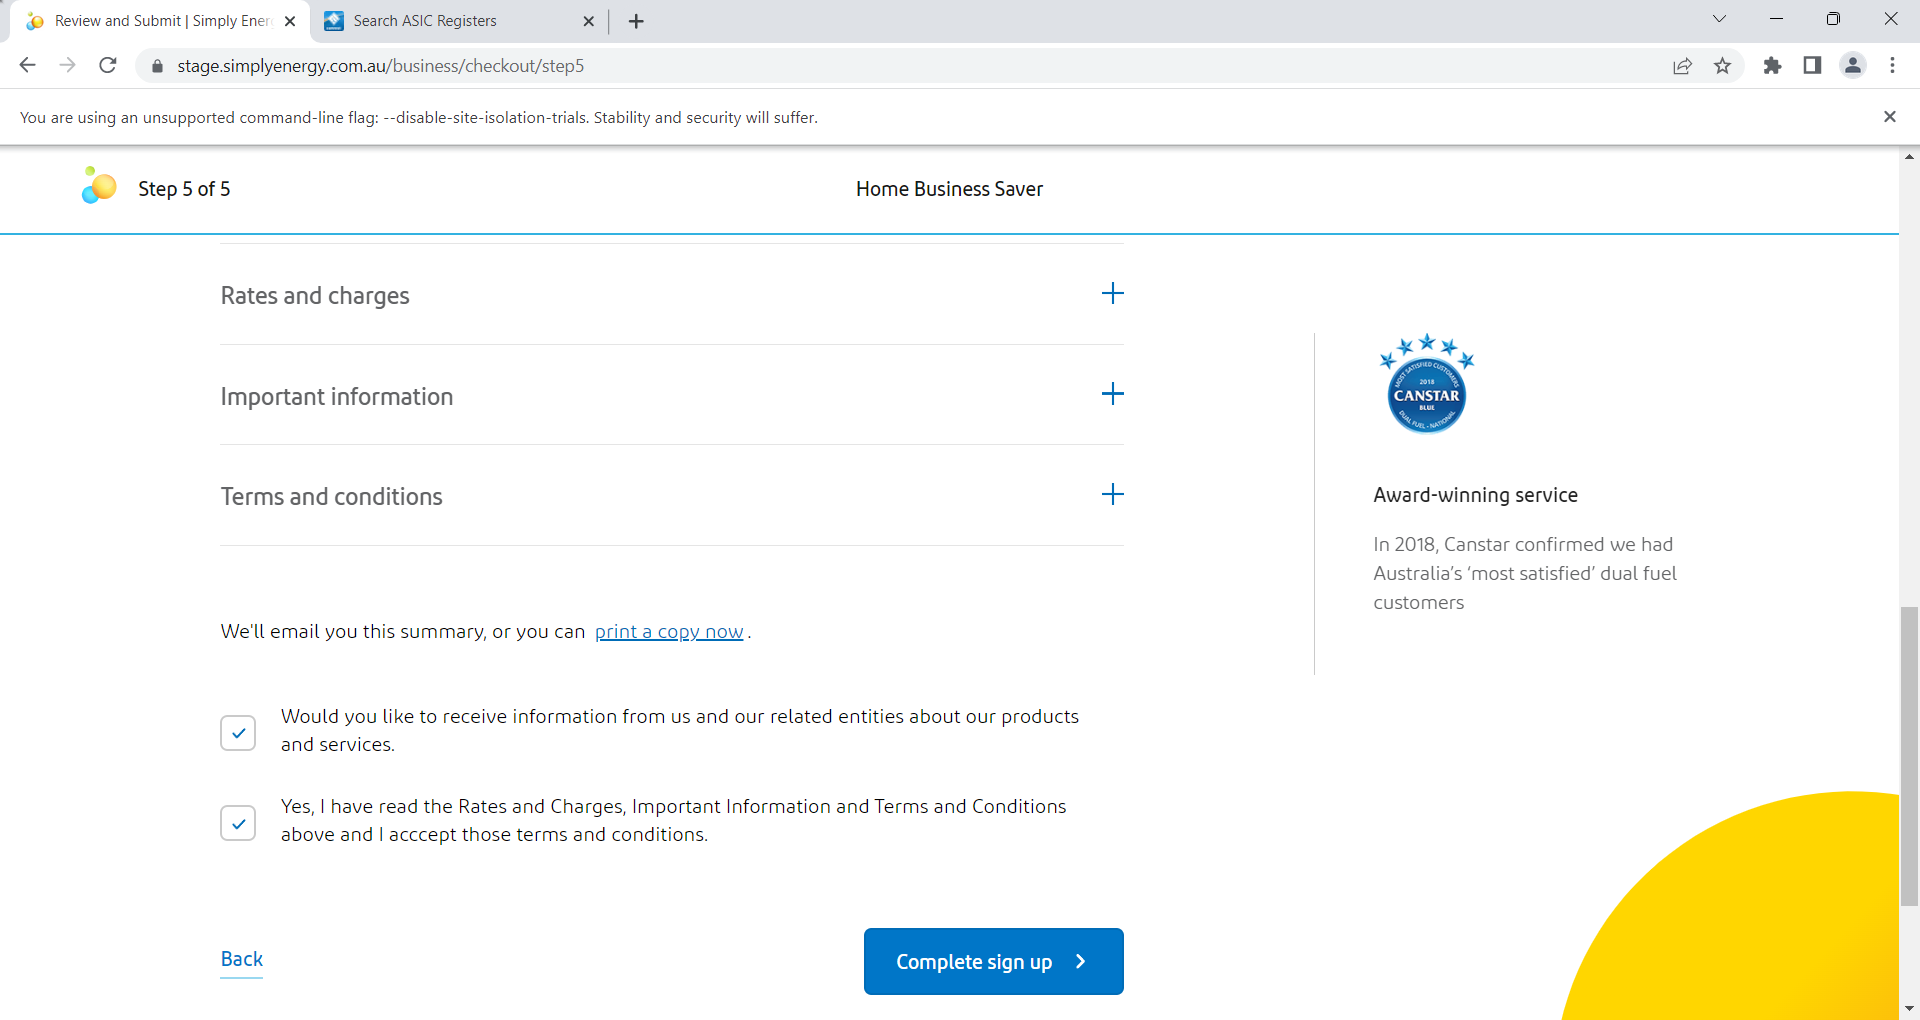 Review and Submit | Simply Ener
Search ASIC Registers
stage.simplyenergy.com.au/business/checkout/step5
You are using an unsupported command-line flag: --disable-site-isolation-trials. Stability and security will suffer.
Step 5 of 5
Home Business Saver
Rates and charges
Important information
Terms and conditions
MOST SATISFIED CUSTOMERS
2018
CANSTAR
BLUE
DUAL FUEL - NATIONAL
Award-winning service
In 2018, Canstar confirmed we had
Australia's ‘most satisfied’ dual fuel
customers
We'll email you this summary, or you can print a copy now .
Would you like to receive information from us and our related entities about our products
and services.
Yes, I have read the Rates and Charges, Important Information and Terms and Conditions
above and I acccept those terms and conditions.
Back
Complete sign up